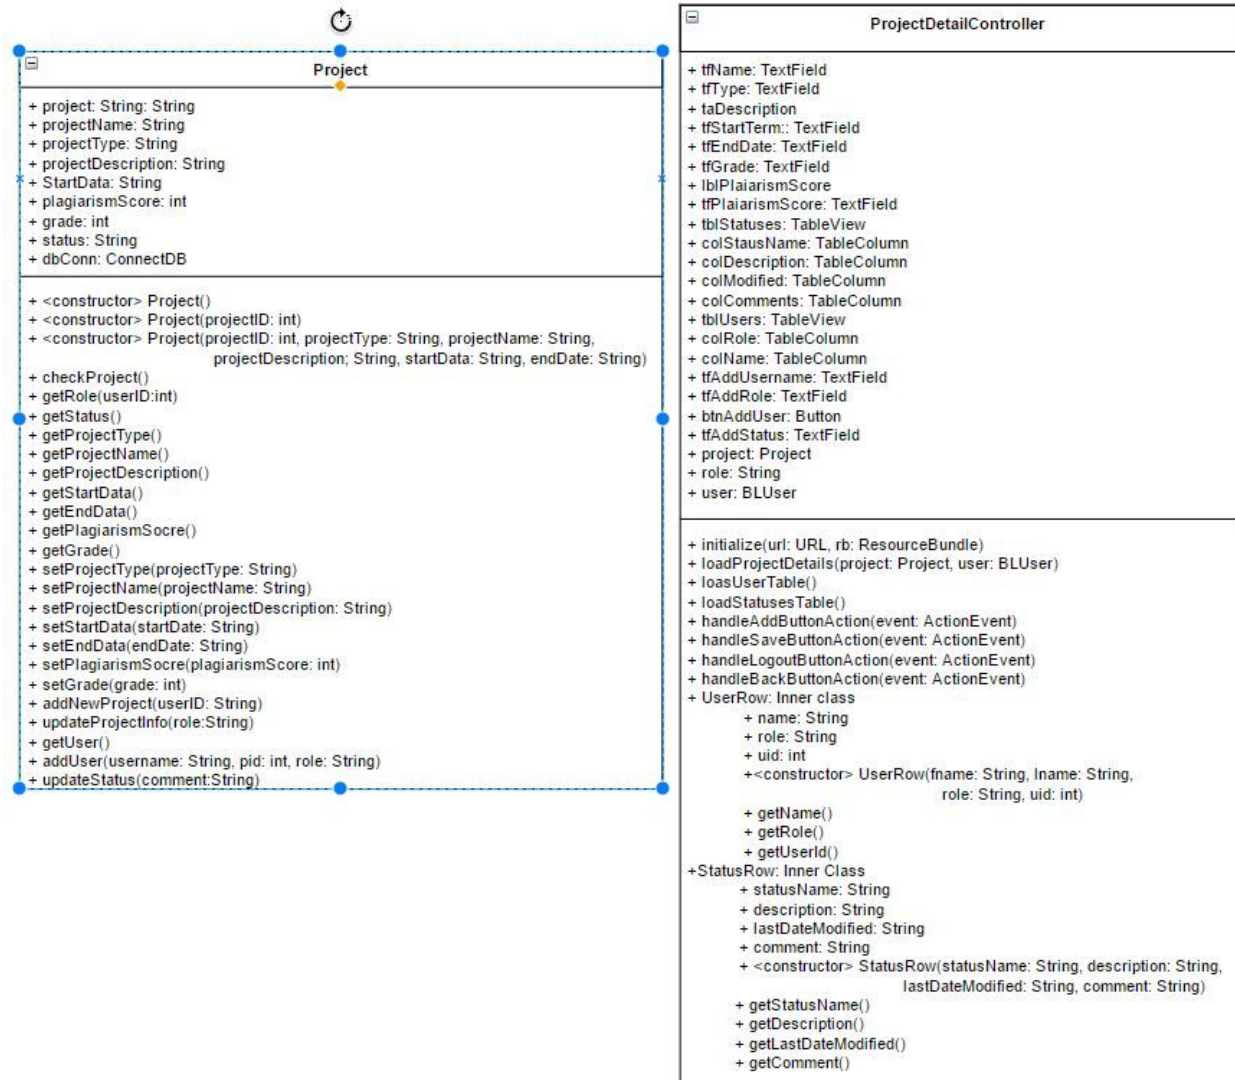 Project
+ project: String: String
+ projectName: String
+ projectType: String
+ projectDescription: String
+ StartData: String
+ plagiarismScore: int
+ grade: int
+ status: String
+ dbConn: ConnectDB
+ <constructor> Project()
+ <constructor> Project(projectID: int)
+ <constructor> Project(projectID: int, projectType: String, projectName: String,
projectDescription; String, startData: String, endDate: String)
+ checkProject()
+ getRole(userID:int)
+ getStatus()
+ getProjectType()
+ getProjectName()
+ getProjectDescription()
+ getStartData()
+ getEndData()
+ getPlagiarismSocre()
+ getGrade()
+ setProjectType(projectType: String)
+ setProjectName(projectName: String)
+ setProjectDescription(projectDescription: String)
+ setStartData(startDate: String)
+ setEndData(endDate: String)
+ setPlagiarismSocre(plagiarismScore: int)
+ setGrade(grade: int)
+ addNewProject(userID: String)
+ updateProjectInfo(role:String)
+ getUser()
+ addUser(username: String, pid: int, role: String)
+ updateStatus(comment:String)
ProjectDetailController
+ tfName: TextField
+ tfType: TextField
+ taDescription
+ tfStartTerm:: TextField
+ tfEndDate: TextField
+ tfGrade: TextField
+ lblPlaiarismScore
+ tfPlaiarismScore: TextField
+ tblStatuses: TableView
+ colStausName: TableColumn
+ colDescription: TableColumn
+ colModified: TableColumn
+ colComments: TableColumn
+ tblUsers: TableView
+ colRole: TableColumn
+ colName: TableColumn
+ tfAddUsername: TextField
+ tfAddRole: TextField
+ btnAddUser: Button
+ tfAddStatus: TextField
+ project: Project
+ role: String
+ user: BLUser
+ initialize(url: URL, rb: ResourceBundle)
+ loadProjectDetails(project: Project, user: BLUser)
+ loasUserTable()
+ loadStatusesTable()
+ handleAddButtonAction(event: ActionEvent)
+ handleSaveButtonAction(event: ActionEvent)
+ handleLogoutButtonAction(event: ActionEvent)
+ handleBackButtonAction(event: ActionEvent)
+ UserRow: Inner class
+ name: String
+ role: String
+ uid: int
+<constructor> UserRow(fname: String, lname: String,
role: String, uid: int)
+ getName()
+ getRole()
+ getUserId()
+StatusRow: Inner Class
+ statusName: String
+ description: String
+ lastDateModified: String
+ comment: String
+ <constructor> StatusRow(statusName: String, description: String,
lastDateModified: String, comment: String)
+ getStatusName()
+ getDescription()
+ getLastDateModified()
+ getComment()